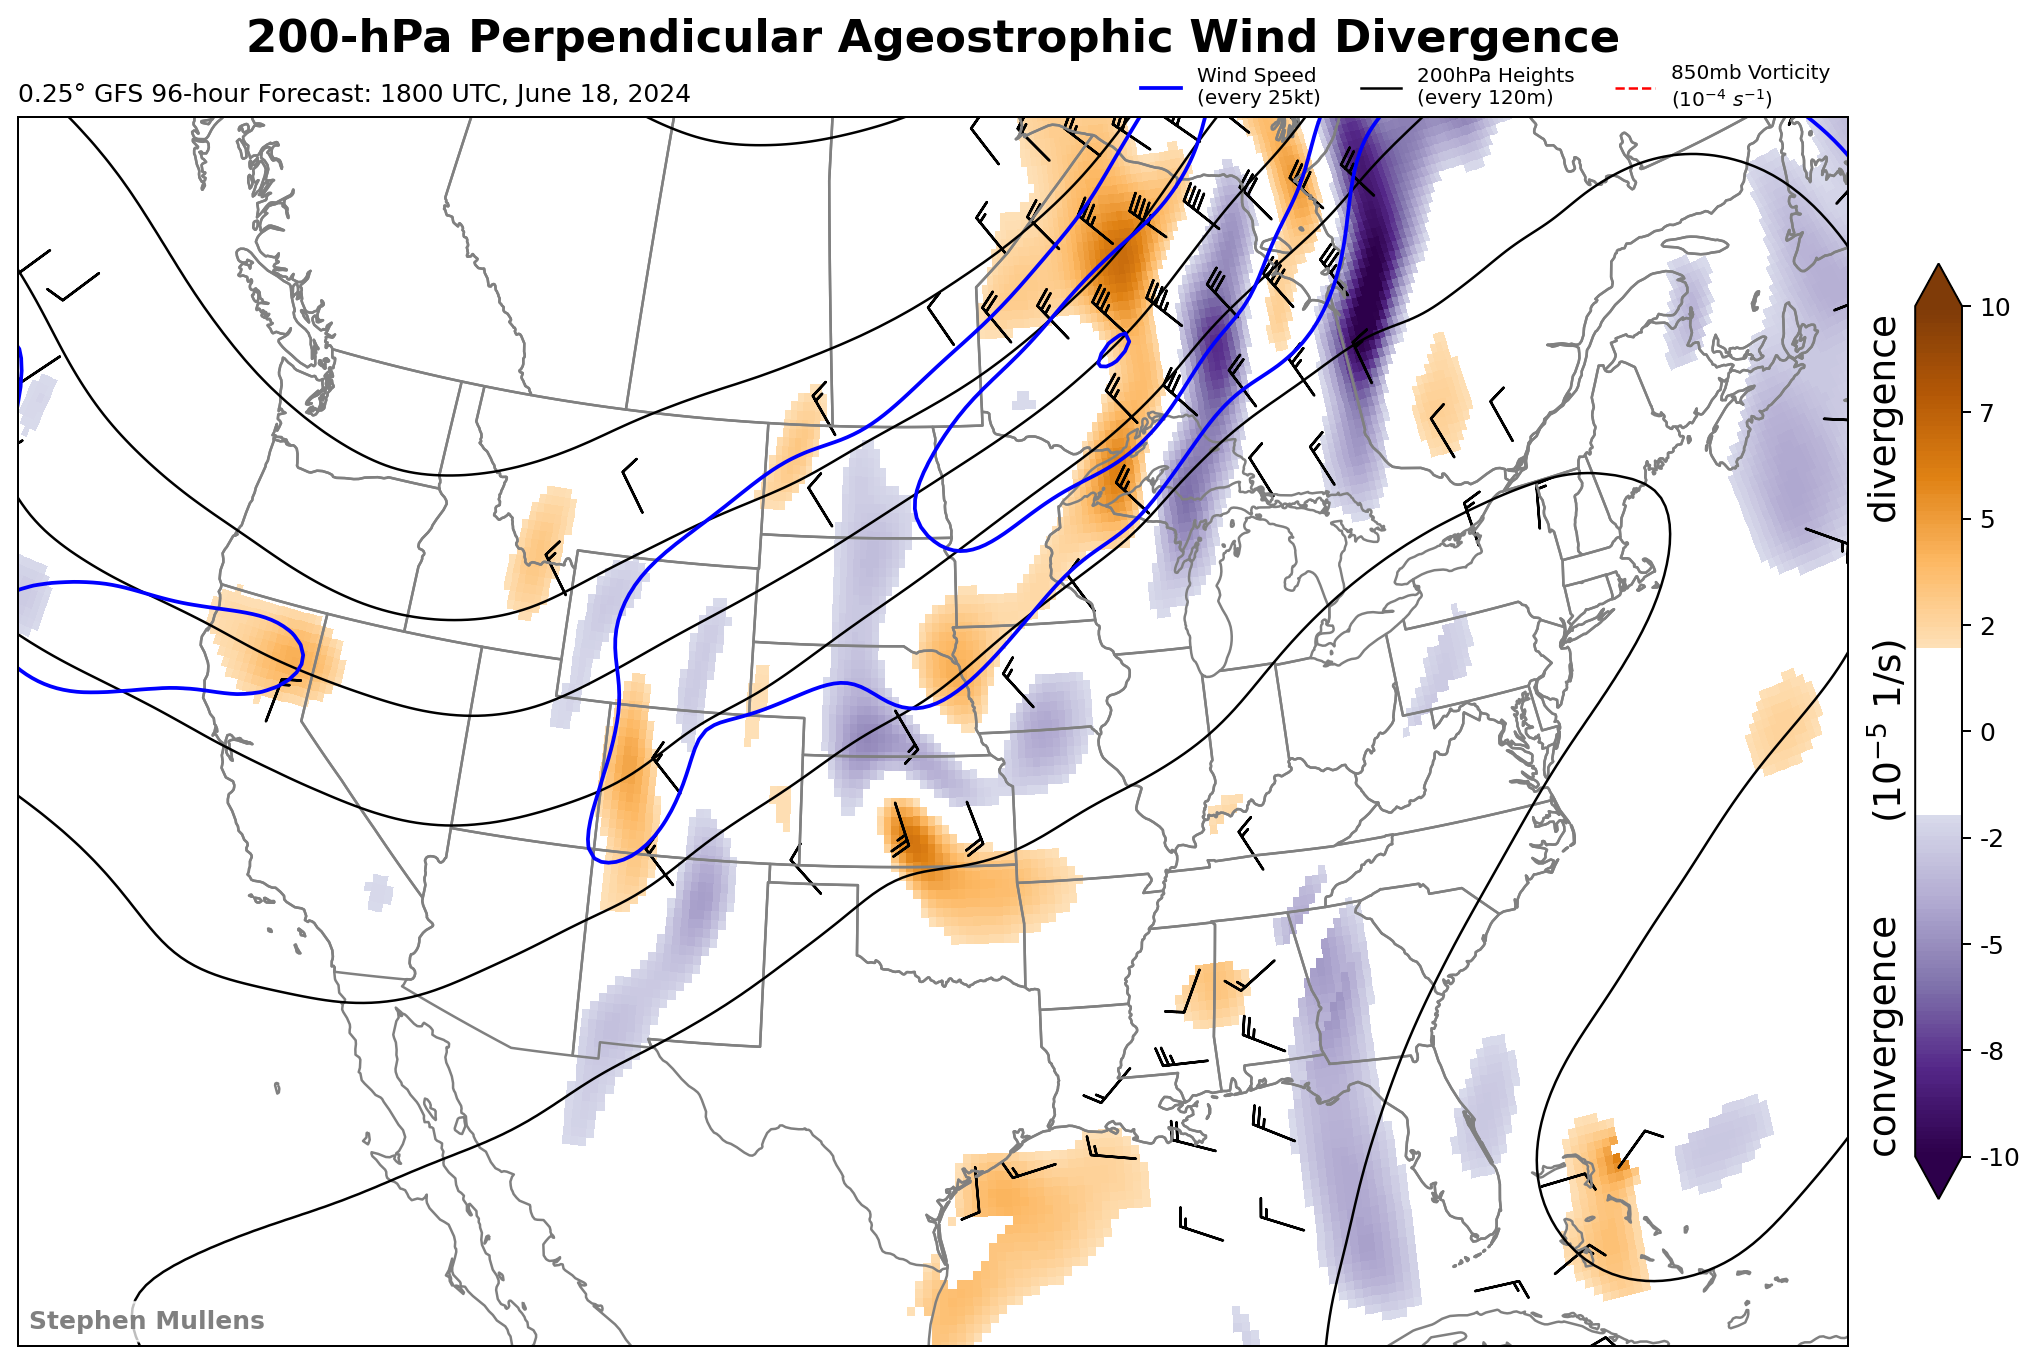 200-hPa Perpendicular Ageostrophic Wind Divergence
0.25° GFS 96-hour Forecast: 1800 UTC, June 18, 2024
Wind Speed
(every 25kt)
200hPa Heights
(every 120m)
850mb Vorticity
(10⁻⁴ s⁻¹)
10
7
5
2
0
-2
-5
-8
-10
convergence (10⁻⁵ 1/s) divergence
Stephen Mullens